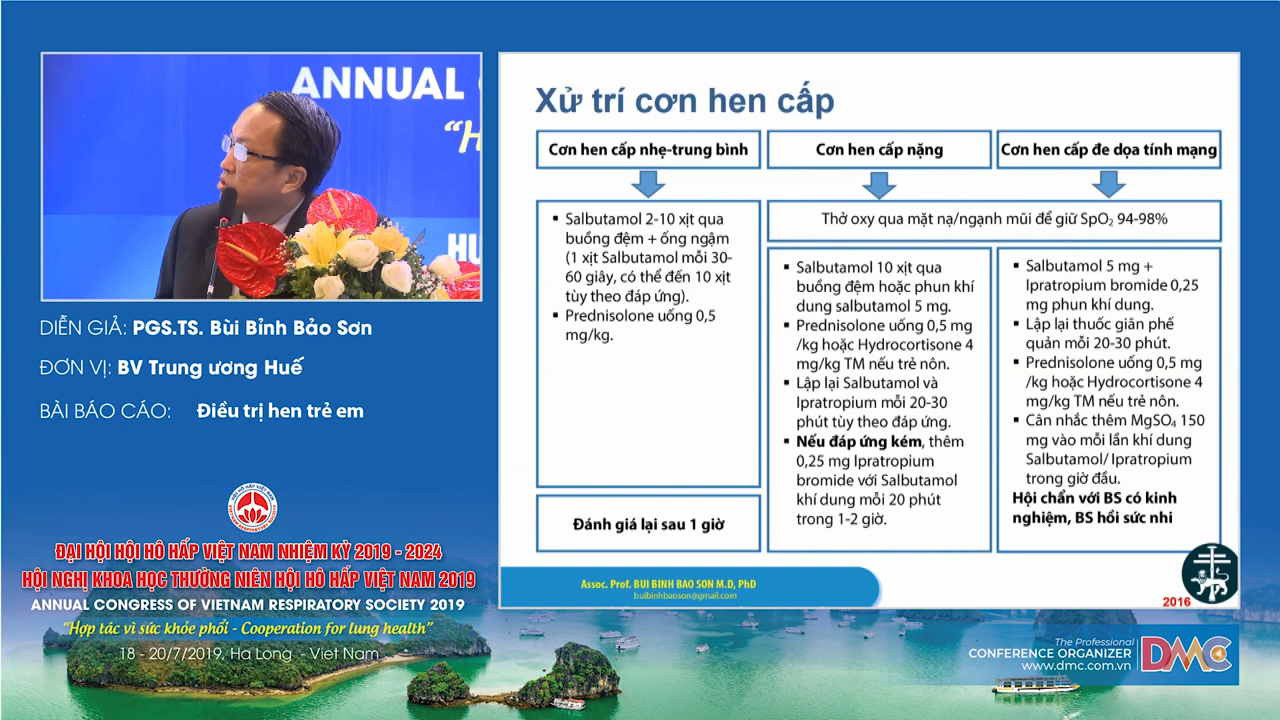 ANNUAL
"H
HU
DIỄN GIẢ: PGS.TS. Bùi Bỉnh Bảo Sơn
ĐƠN VỊ: BV Trung ương Huế
BÀI BÁO CÁO: Điều trị hen trẻ em
HỘI HÔ HẤP VIỆT NAM
VIETNAM RESPIRATORY SOCIETY
ĐẠI HỘI HỘI HÔ HẤP VIỆT NAM NHIỆM KỲ 2019 - 2024
HỘI NGHỊ KHOA HỌC THƯỜNG NIÊN HỘI HÔ HẤP VIỆT NAM 2019
ANNUAL CONGRESS OF VIETNAM RESPIRATORY SOCIETY 2019
"Hợp tác vì sức khỏe phổi - Cooperation for lung health"
18 - 20/7/2019, Ha Long - Viet Nam
Xử trí cơn hen cấp
Cơn hen cấp nhẹ-trung bình
▪ Salbutamol 2-10 xịt qua
buồng đệm + ống ngậm
(1 xịt Salbutamol mỗi 30-
60 giây, có thể đến 10 xịt
tùy theo đáp ứng).
▪ Prednisolone uống 0,5
mg/kg.
Đánh giá lại sau 1 giờ
Cơn hen cấp nặng
Cơn hen cấp đe dọa tính mạng
Thở oxy qua mặt nạ/ngạnh mũi để giữ SpO₂ 94-98%
▪ Salbutamol 10 xịt qua
buồng đệm hoặc phun khí
dung salbutamol 5 mg.
▪ Prednisolone uống 0,5 mg
/kg hoặc Hydrocortisone 4
mg/kg TM nếu trẻ nôn.
▪ Lập lại Salbutamol và
Ipratropium mỗi 20-30
phút tùy theo đáp ứng.
▪ Nếu đáp ứng kém, thêm
0,25 mg Ipratropium
bromide với Salbutamol
khí dung mỗi 20 phút
trong 1-2 giờ.
▪ Salbutamol 5 mg +
Ipratropium bromide 0,25
mg phun khí dung.
▪ Lập lại thuốc giãn phế
quản mỗi 20-30 phút.
▪ Prednisolone uống 0,5 mg
/kg hoặc Hydrocortisone 4
mg/kg TM nếu trẻ nôn.
▪ Cân nhắc thêm MgSO₄ 150
mg vào mỗi lần khí dung
Salbutamol/ Ipratropium
trong giờ đầu.
Hội chẩn với BS có kinh
nghiệm, BS hồi sức nhi
Assoc. Prof. BUI BINH BAO SON M.D, PhD
buibinhbaoson@gmail.com
2016
The Professional
CONFERENCE ORGANIZER
www.dmc.com.vn
DMC